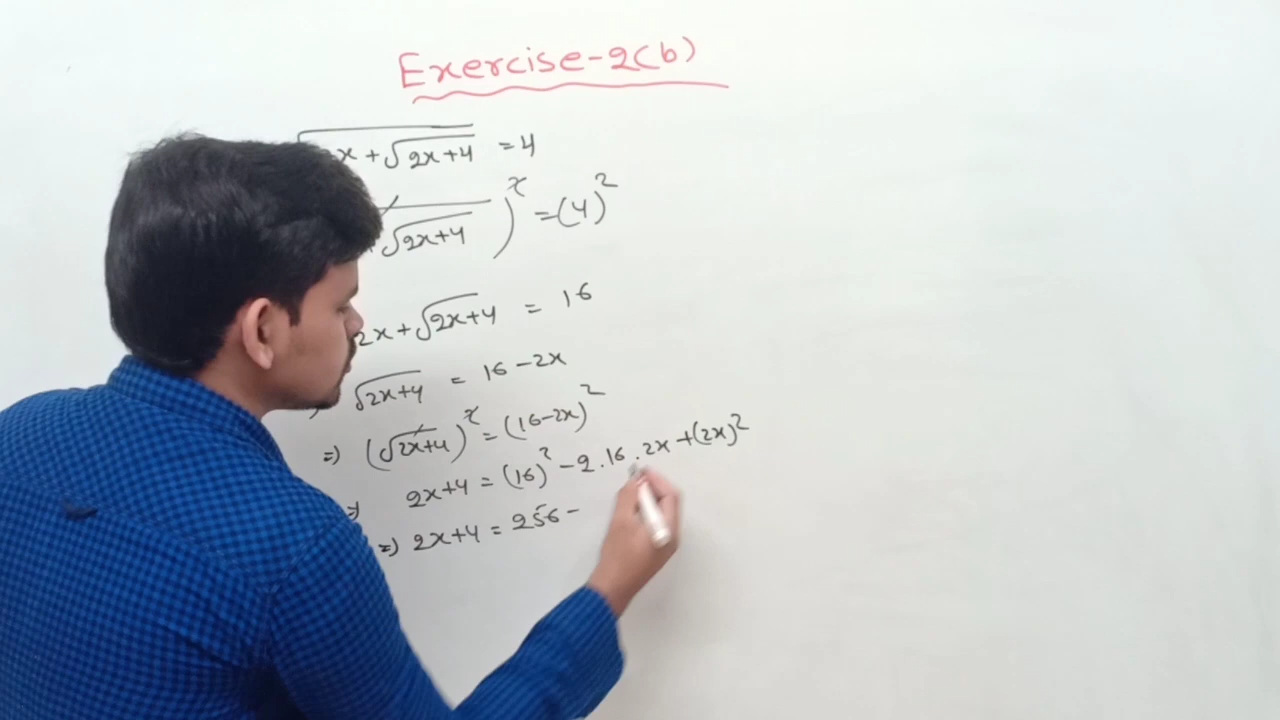 Exercise-2(b)
x + √(2x+4) = 4
√(2x+4) )² = (4)²
2x + √(2x+4) = 16
√(2x+4) = 16 - 2x
=) (√(2x+4))² = (16-2x)²
2x+4 = (16)² - 2.16.2x + (2x)²
=) 2x+4 = 256 -